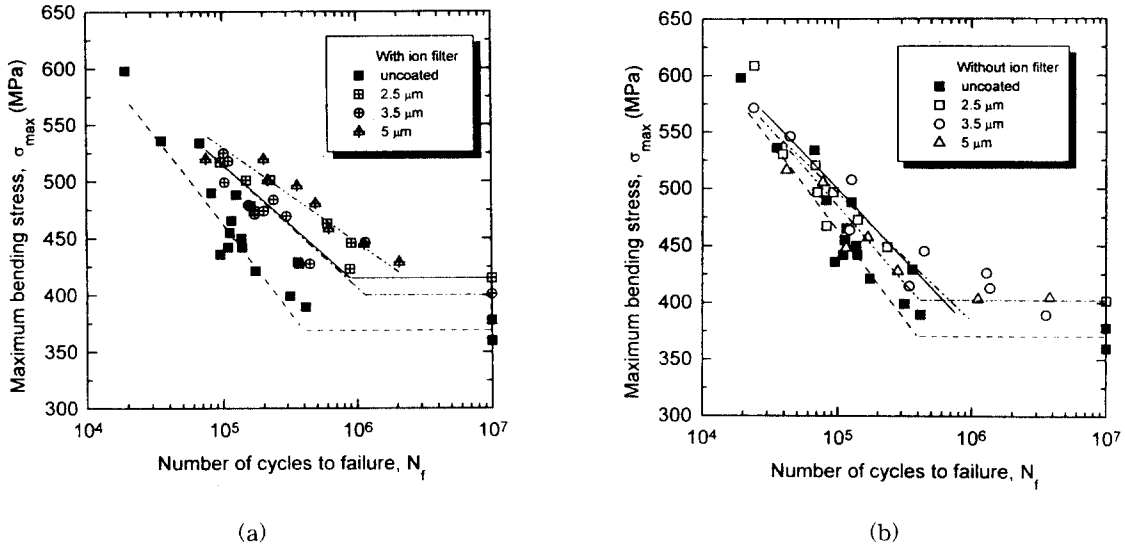 650
600
550
500
450
400
350
300
Maximum bending stress, σmax (MPa)
With ion filter
uncoated
2.5 μm
3.5 μm
5 μm
10^4
10^5
10^6
10^7
Number of cycles to failure, Nf
(a)
650
600
550
500
450
400
350
300
Maximum bending stress, σmax (MPa)
Without ion filter
uncoated
2.5 μm
3.5 μm
5 μm
10^4
10^5
10^6
10^7
Number of cycles to failure, Nf
(b)